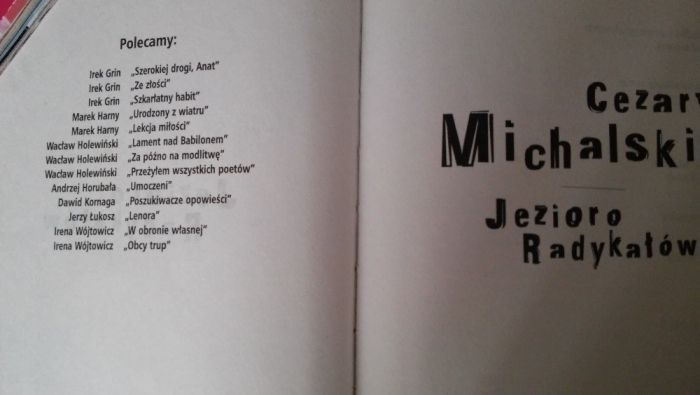 Polecamy:
Irek Grin „Szerokiej drogi, Anat”
Irek Grin „Ze złości”
Irek Grin „Szkarłatny habit”
Marek Harny „Urodzony z wiatru”
Marek Harny „Lekcja miłości”
Wacław Holewiński „Lament nad Babilonem”
Wacław Holewiński „Za późno na modlitwę”
Wacław Holewiński „Przeżyłem wszystkich poetów”
Andrzej Horubała „Umoczeni”
Dawid Kornaga „Poszukiwacze opowieści”
Jerzy Łukosz „Lenora”
Irena Wójtowicz „W obronie własnej”
Irena Wójtowicz „Obcy trup”
Cezary
Michalski
Jezioro
Radykałów